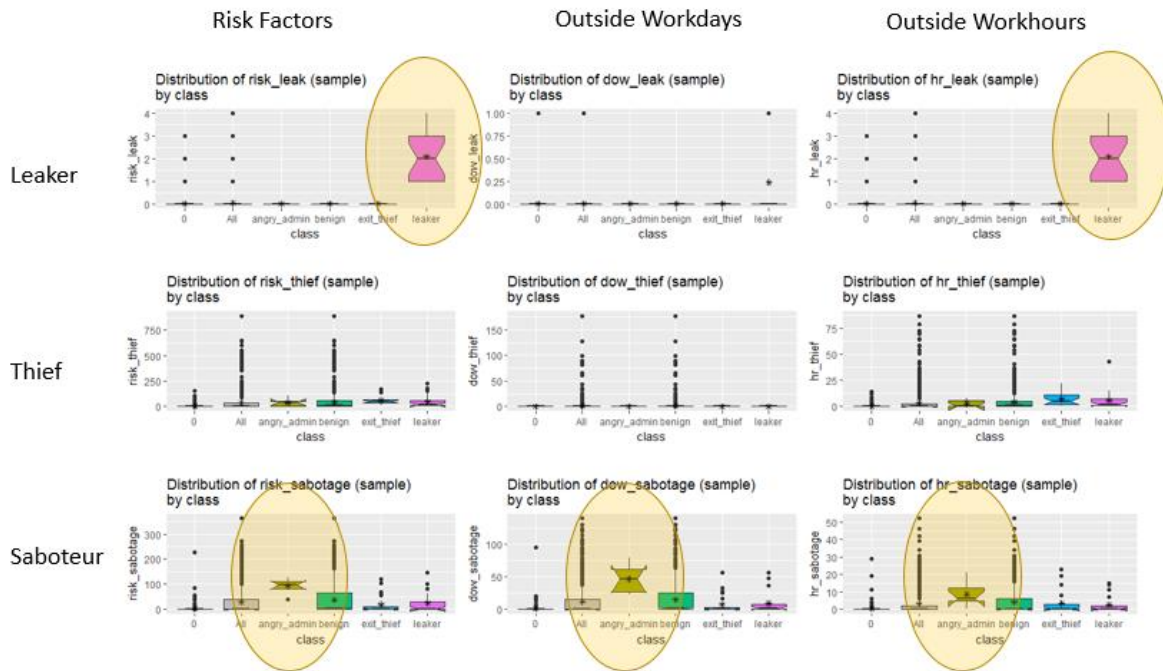 Risk Factors Outside Workdays Outside Workhours
Leaker
Distribution of risk_leak (sample)
by class
risk_leak
4
3
2
1
0
0 All angry_admin benign exit_thief leaker
class
Distribution of dow_leak (sample)
by class
dow_leak
1.00
0.75
0.50
0.25
0.00
0 All angry_admin benign exit_thief leaker
class
Distribution of hr_leak (sample)
by class
hr_leak
4
3
2
1
0
0 All angry_admin benign exit_thief leaker
class
Thief
Distribution of risk_thief (sample)
by class
risk_thief
750
500
250
0
0 All angry_admin benign exit_thief leaker
class
Distribution of dow_thief (sample)
by class
dow_thief
150
100
50
0
0 All angry_admin benign exit_thief leaker
class
Distribution of hr_thief (sample)
by class
hr_thief
75
50
25
0
0 All angry_admin benign exit_thief leaker
class
Saboteur
Distribution of risk_sabotage (sample)
by class
risk_sabotage
300
200
100
0
0 All angry_admin benign exit_thief leaker
class
Distribution of dow_sabotage (sample)
by class
dow_sabotage
100
50
0
0 All angry_admin benign exit_thief leaker
class
Distribution of hr_sabotage (sample)
by class
hr_sabotage
50
40
30
20
10
0
0 All angry_admin benign exit_thief leaker
class